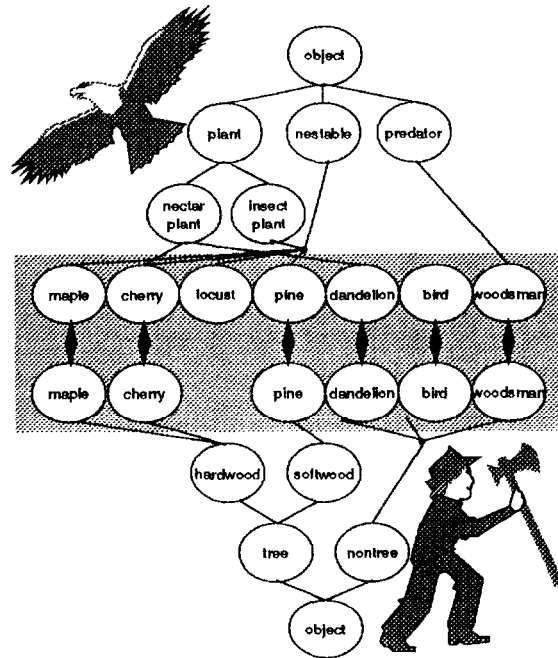 object
plant nestable predator
nectar plant insect plant
maple cherry locust pine dandelion bird woodsman
maple cherry pine dandelion bird woodsman
hardwood softwood
tree nontree
object